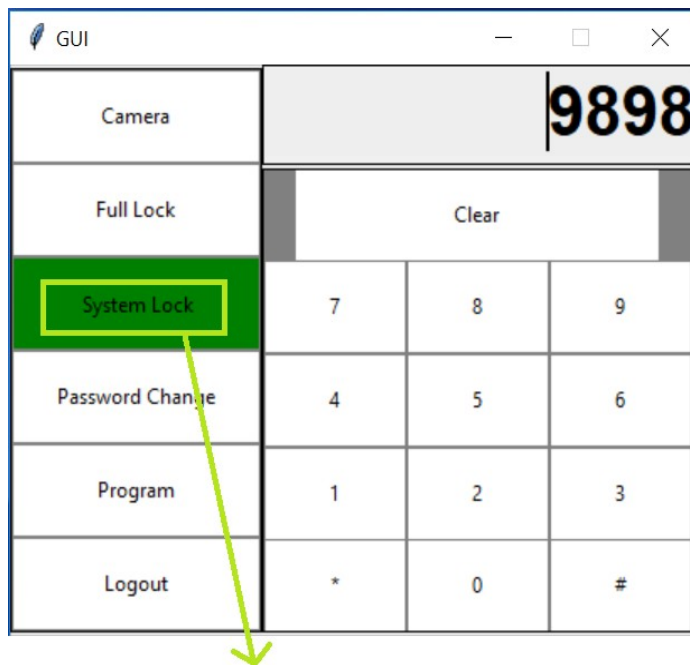 GUI
9898
Camera
Full Lock
System Lock
Password Change
Program
Logout
Clear
7 8 9
4 5 6
1 2 3
* 0 #